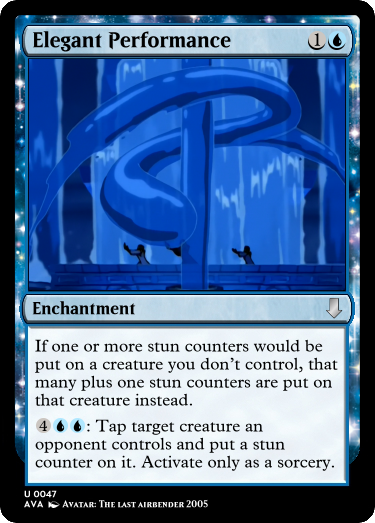 Elegant Performance 1
Enchantment
If one or more stun counters would be
put on a creature you don't control, that
many plus one stun counters are put on
that creature instead.
4 : Tap target creature an
opponent controls and put a stun
counter on it. Activate only as a sorcery.
U 0047
AVA Avatar: The last airbender 2005